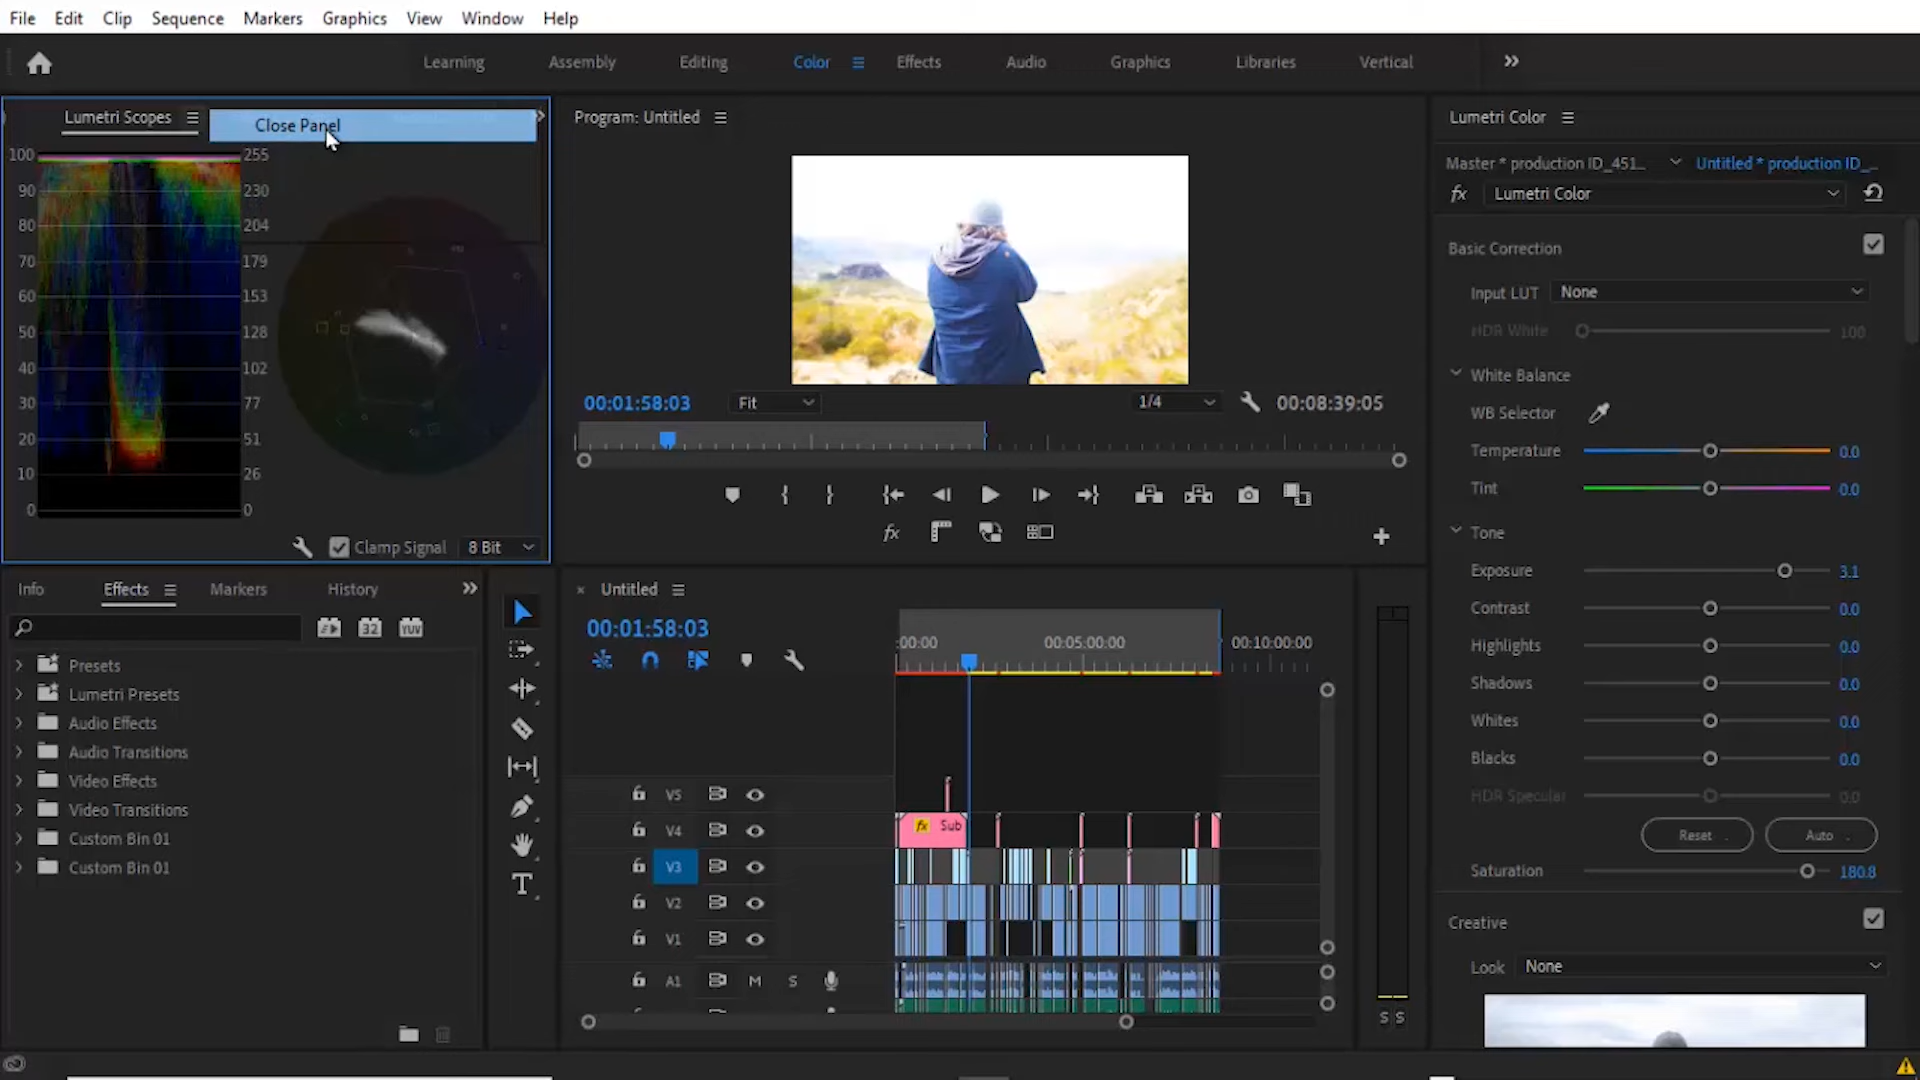 File Edit Clip Sequence Markers Graphics View Window Help
Learning Assembly Editing Color Effects Audio Graphics Libraries Vertical
Lumetri Scopes
Close Panel
Program: Untitled
Lumetri Color
100 255
90 230
80 204
70 179
60 153
50 128
40 102
30 77
20 51
10 26
0 0
Clamp Signal 8 Bit
00:01:58:03 Fit 1/4 00:08:39:05
Master * production ID_451... Untitled * production ID_...
fx Lumetri Color
Basic Correction
Input LUT None
HDR White 100
White Balance
WB Selector
Temperature 0.0
Tint 0.0
Tone
Exposure 3.1
Contrast 0.0
Highlights 0.0
Shadows 0.0
Whites 0.0
Blacks 0.0
HDR Specular 0.0
Reset Auto
Saturation 180.8
Creative
Look None
Info Effects Markers History
32 YUV
Presets
Lumetri Presets
Audio Effects
Audio Transitions
Video Effects
Video Transitions
Custom Bin 01
Custom Bin 01
fx
T
× Untitled
00:01:58:03
:00:00 00:05:00:00 00:10:00:00
V5
V4 fx Sub
V3
V2
V1
A1 M S
S S